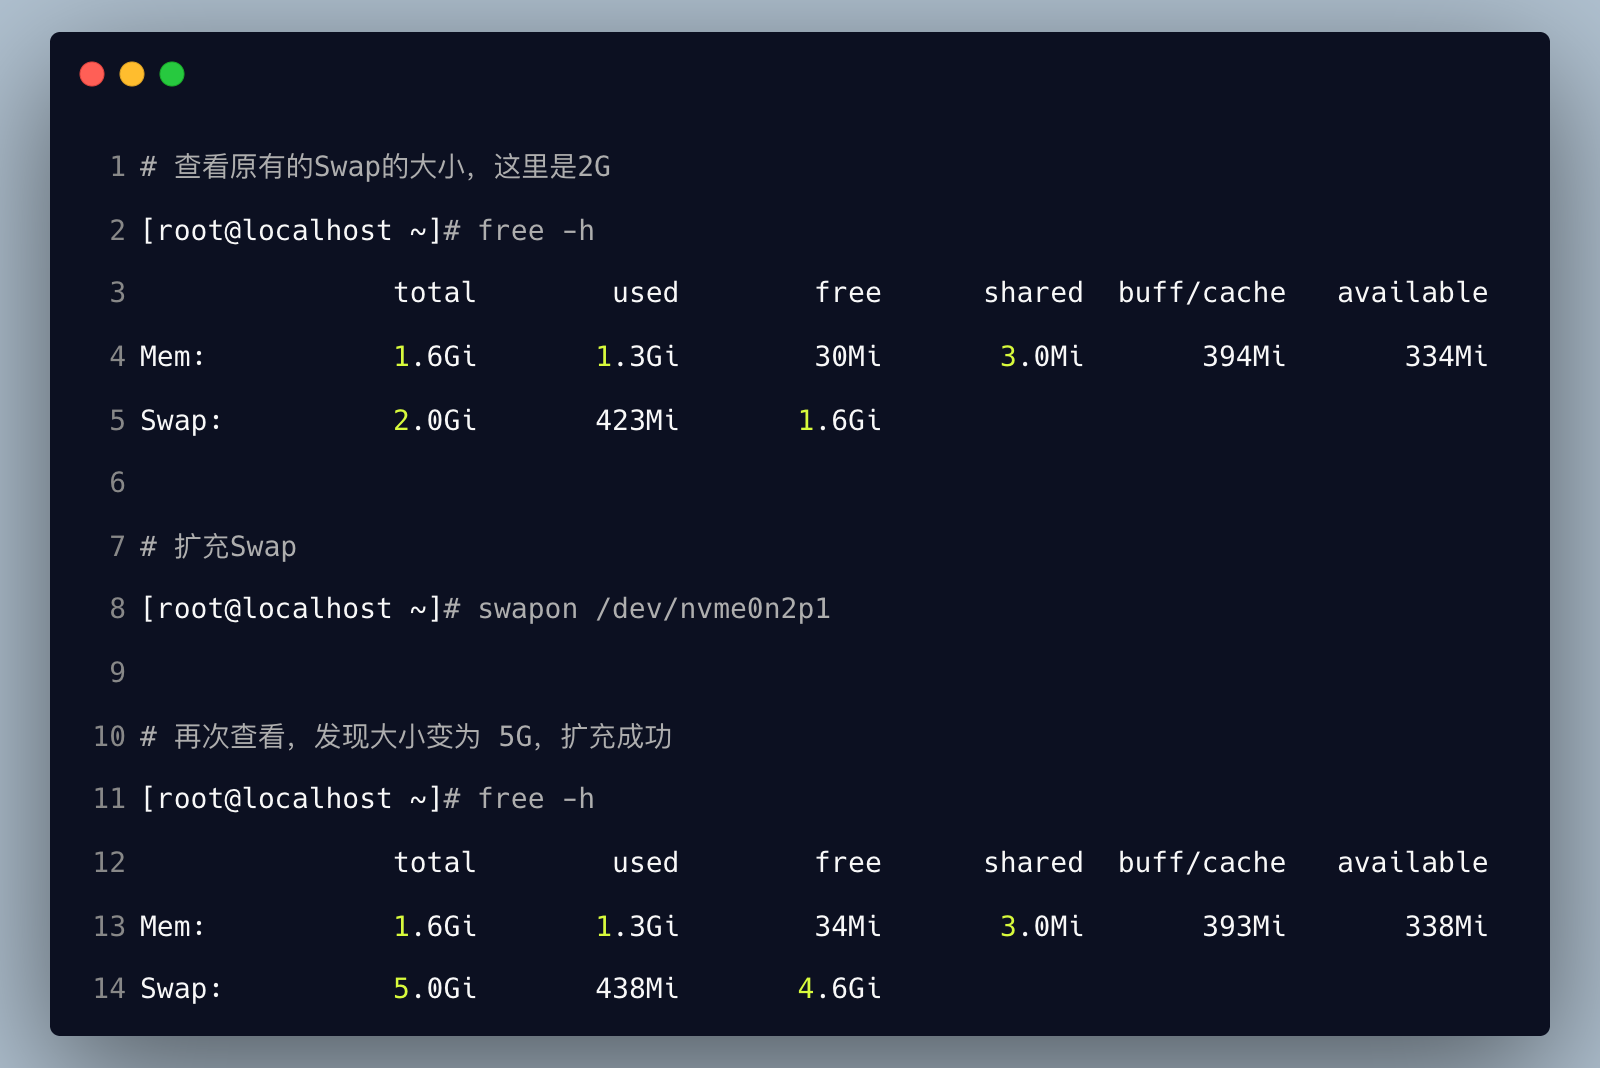 1 # 查看原有的Swap的大小，这里是2G
2 [root@localhost ~]# free -h
3                total        used        free      shared  buff/cache   available
4 Mem:           1.6Gi       1.3Gi        30Mi       3.0Mi       394Mi       334Mi
5 Swap:          2.0Gi       423Mi       1.6Gi
6
7 # 扩充Swap
8 [root@localhost ~]# swapon /dev/nvme0n2p1
9
10 # 再次查看，发现大小变为 5G，扩充成功
11 [root@localhost ~]# free -h
12                total        used        free      shared  buff/cache   available
13 Mem:           1.6Gi       1.3Gi        34Mi       3.0Mi       393Mi       338Mi
14 Swap:          5.0Gi       438Mi       4.6Gi